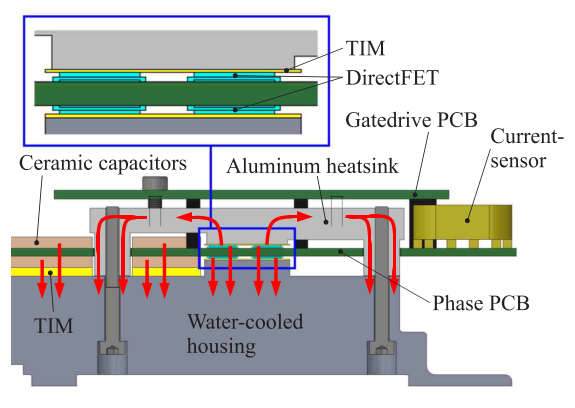 TIM
DirectFET
Gatedrive PCB
Current-
sensor
Ceramic capacitors
Aluminum heatsink
Phase PCB
TIM
Water-cooled
housing